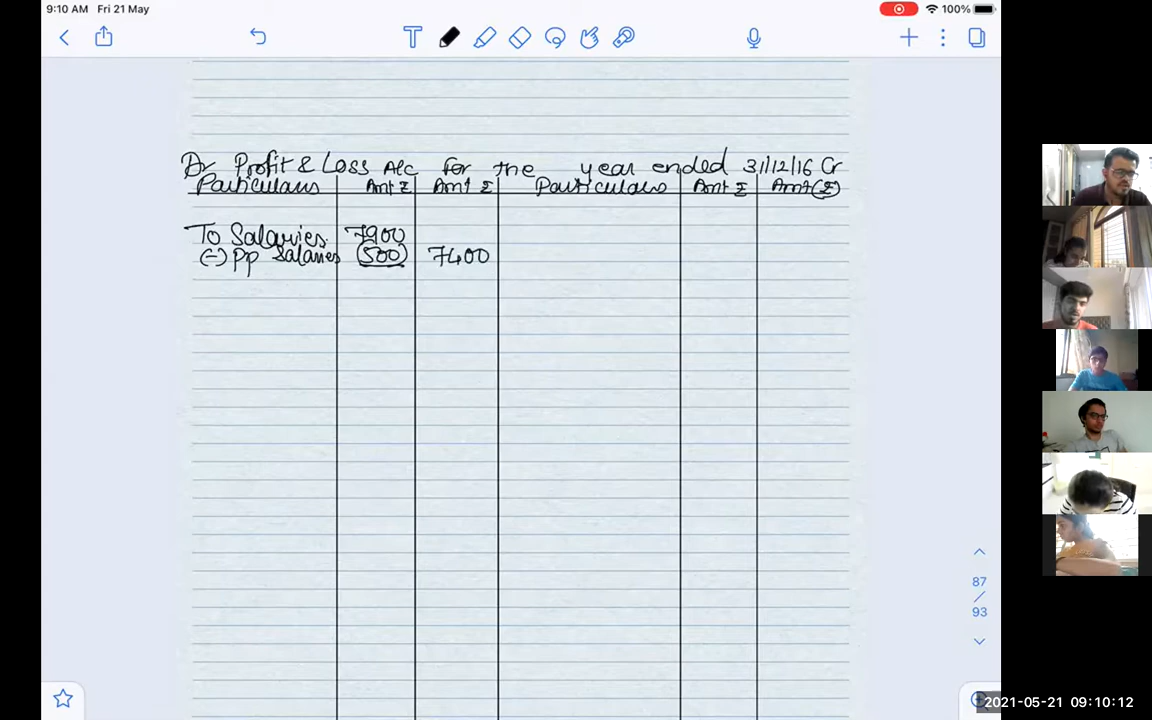 9:10 AM Fri 21 May
100%
Dr Profit & Loss A/c for the year ended 31/12/16 Cr
Particulars Amt ₹ Amt ₹ Particulars Amt ₹ Amt (₹)
To Salaries 7900
(-) Pp Salaries (500) 7400
87
/
93
2021-05-21 09:10:12